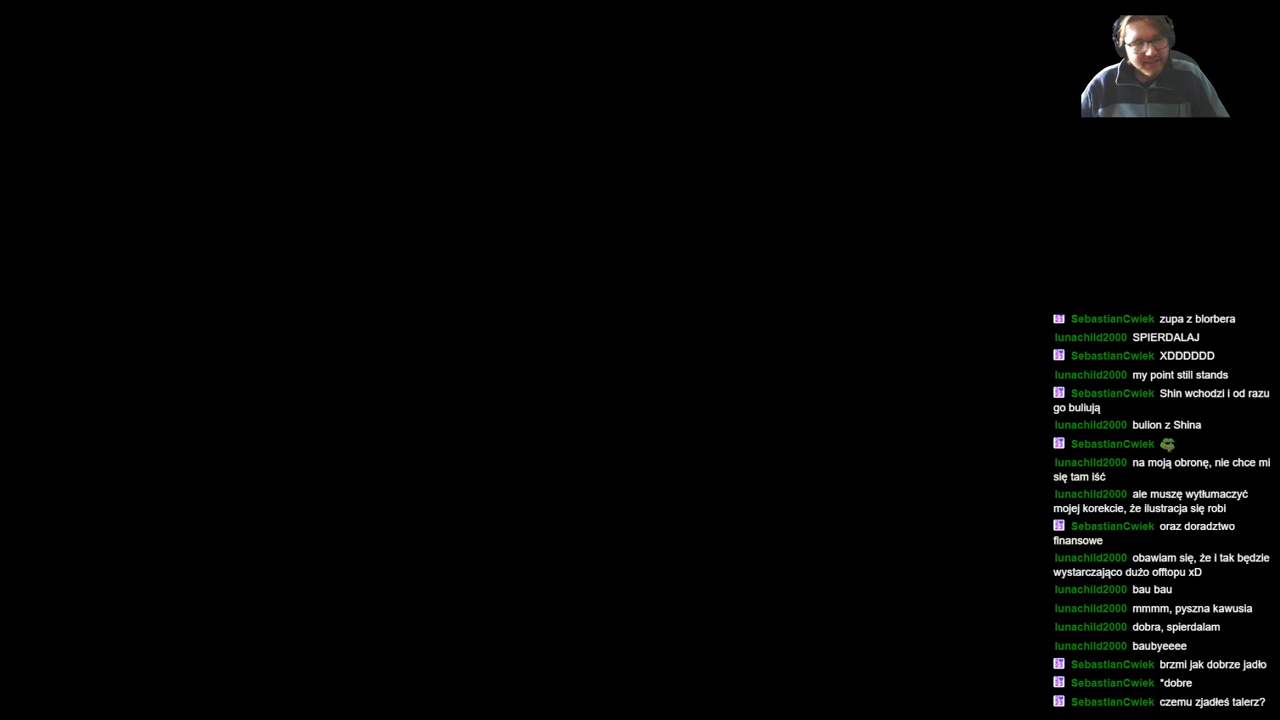 SebastianCwiek zupa z blorbera
lunachild2000 SPIERDALAJ
SebastianCwiek XDDDDDD
lunachild2000 my point still stands
SebastianCwiek Shin wchodzi i od razu
go buliują
lunachild2000 bulion z Shina
SebastianCwiek
lunachild2000 na moją obronę, nie chce mi
się tam iść
lunachild2000 ale muszę wytłumaczyć
mojej korekcie, że ilustracja się robi
SebastianCwiek oraz doradztwo
finansowe
lunachild2000 obawiam się, że i tak będzie
wystarczająco dużo offtopu xD
lunachild2000 bau bau
lunachild2000 mmmm, pyszna kawusia
lunachild2000 dobra, spierdalam
lunachild2000 baubyeeee
SebastianCwiek brzmi jak dobrze jadło
SebastianCwiek *dobre
SebastianCwiek czemu zjadłeś talerz?